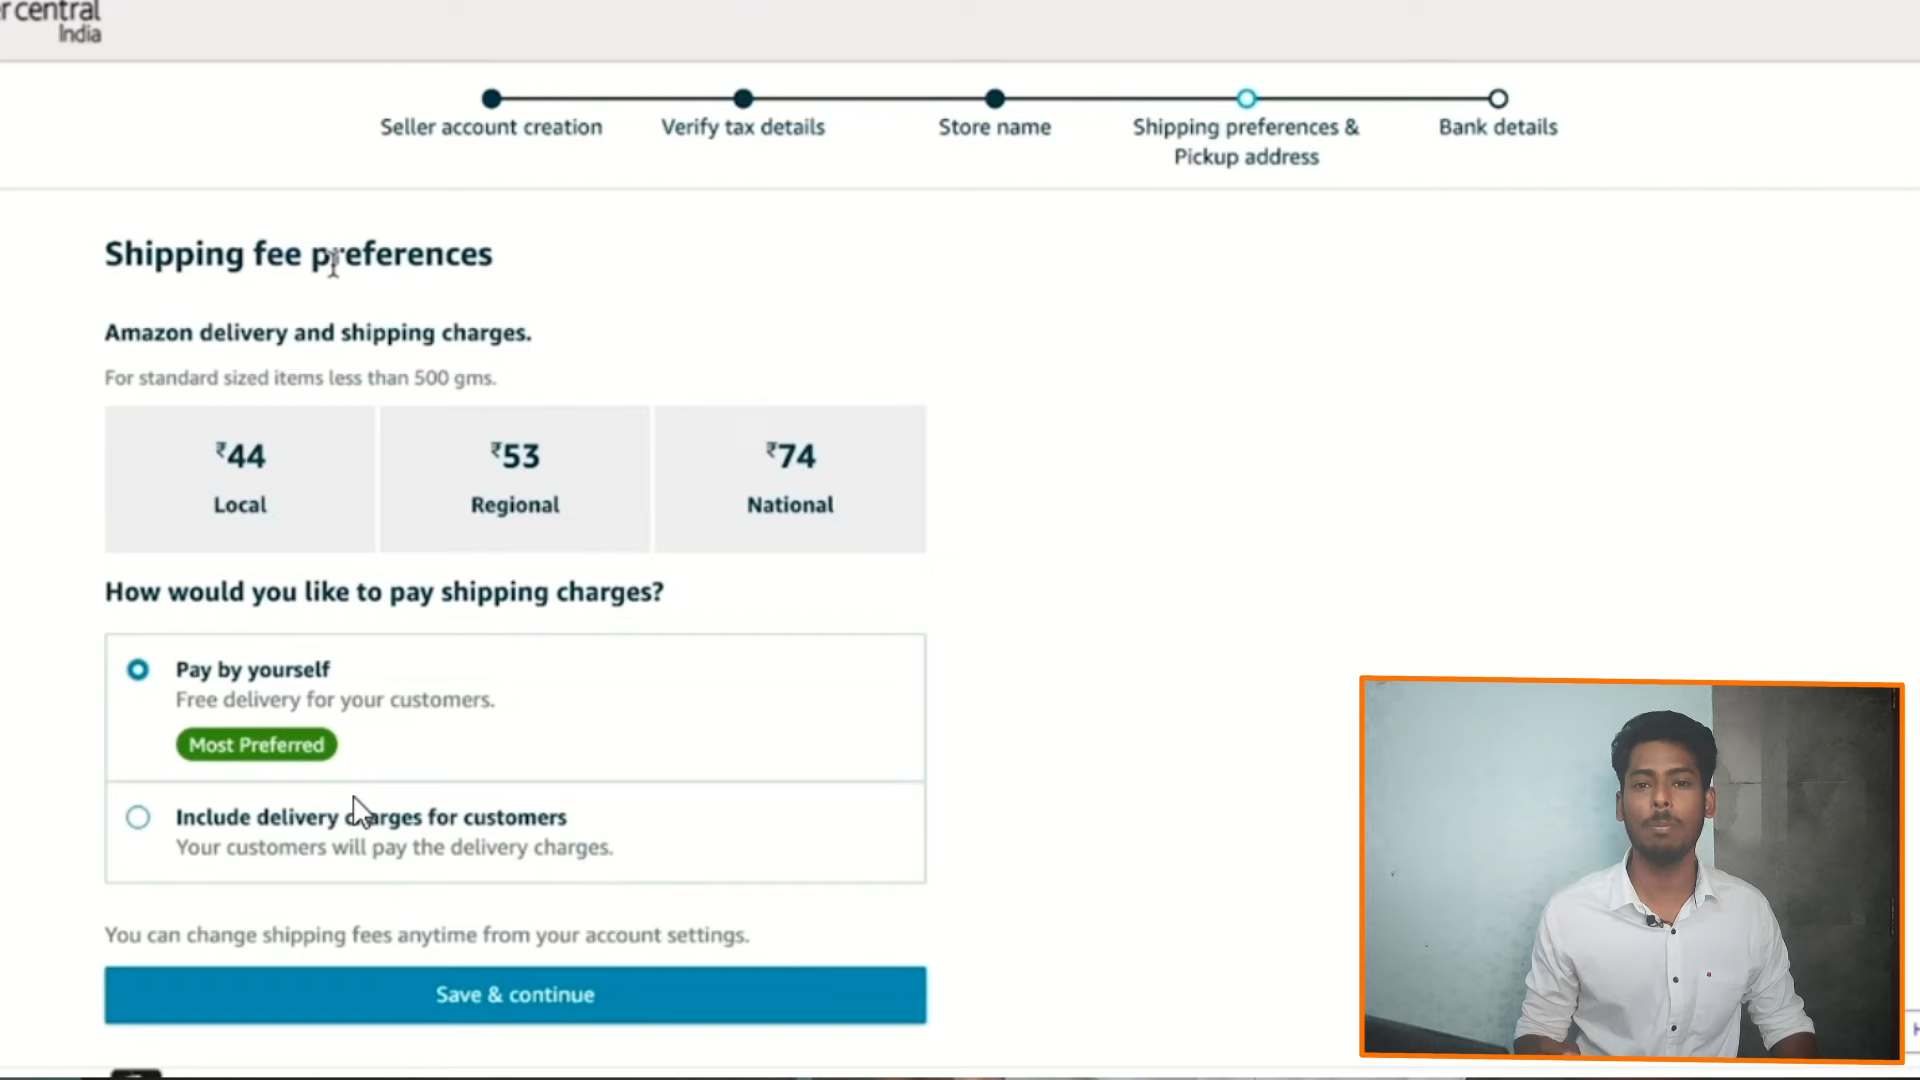 central
India
Seller account creation
Verify tax details
Store name
Shipping preferences &
Pickup address
Bank details
Shipping fee preferences
Amazon delivery and shipping charges.
For standard sized items less than 500 gms.
₹44
Local
₹53
Regional
₹74
National
How would you like to pay shipping charges?
Pay by yourself
Free delivery for your customers.
Most Preferred
Include delivery charges for customers
Your customers will pay the delivery charges.
You can change shipping fees anytime from your account settings.
Save & continue